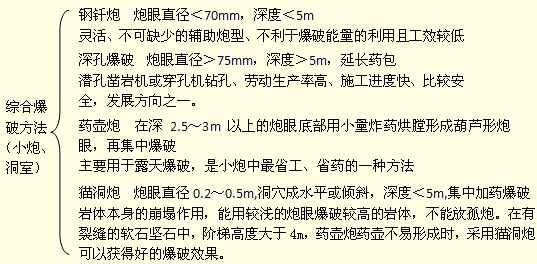 钢钎炮 炮眼直径＜70mm，深度＜5m
灵活、不可缺少的辅助炮型、不利于爆破能量的利用且工效较低
深孔爆破 炮眼直径＞75mm，深度＞5m，延长药包
潜孔凿岩机或穿孔机钻孔、劳动生产率高、施工进度快、比较安
全，发展方向之一。
综合爆
破方法
（小炮、
洞室）
药壶炮 在深 2.5～3m 以上的炮眼底部用小量炸药烘膛形成葫芦形炮
眼，再集中爆破
主要用于露天爆破，是小炮中最省工、省药的一种方法
猫洞炮 炮眼直径 0.2～0.5m,洞穴成水平或倾斜，深度＜5m,集中加药爆破
岩体本身的崩塌作用，能用较浅的炮眼爆破较高的岩体，不能放孤炮。在有
裂缝的软石坚石中，阶梯高度大于 4m，药壶炮药壶不易形成时，采用猫洞炮
可以获得好的爆破效果。